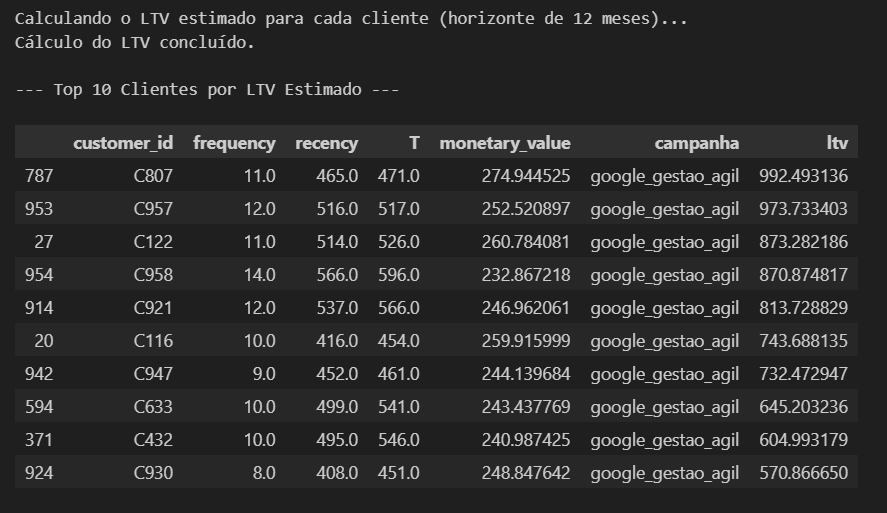 Calculando o LTV estimado para cada cliente (horizonte de 12 meses)...
Cálculo do LTV concluído.
--- Top 10 Clientes por LTV Estimado ---
customer_id frequency recency T monetary_value campanha ltv
787 C807 11.0 465.0 471.0 274.944525 google_gestao_agil 992.493136
953 C957 12.0 516.0 517.0 252.520897 google_gestao_agil 973.733403
27 C122 11.0 514.0 526.0 260.784081 google_gestao_agil 873.282186
954 C958 14.0 566.0 596.0 232.867218 google_gestao_agil 870.874817
914 C921 12.0 537.0 566.0 246.962061 google_gestao_agil 813.728829
20 C116 10.0 416.0 454.0 259.915999 google_gestao_agil 743.688135
942 C947 9.0 452.0 461.0 244.139684 google_gestao_agil 732.472947
594 C633 10.0 499.0 541.0 243.437769 google_gestao_agil 645.203236
371 C432 10.0 495.0 546.0 240.987425 google_gestao_agil 604.993179
924 C930 8.0 408.0 451.0 248.847642 google_gestao_agil 570.866650